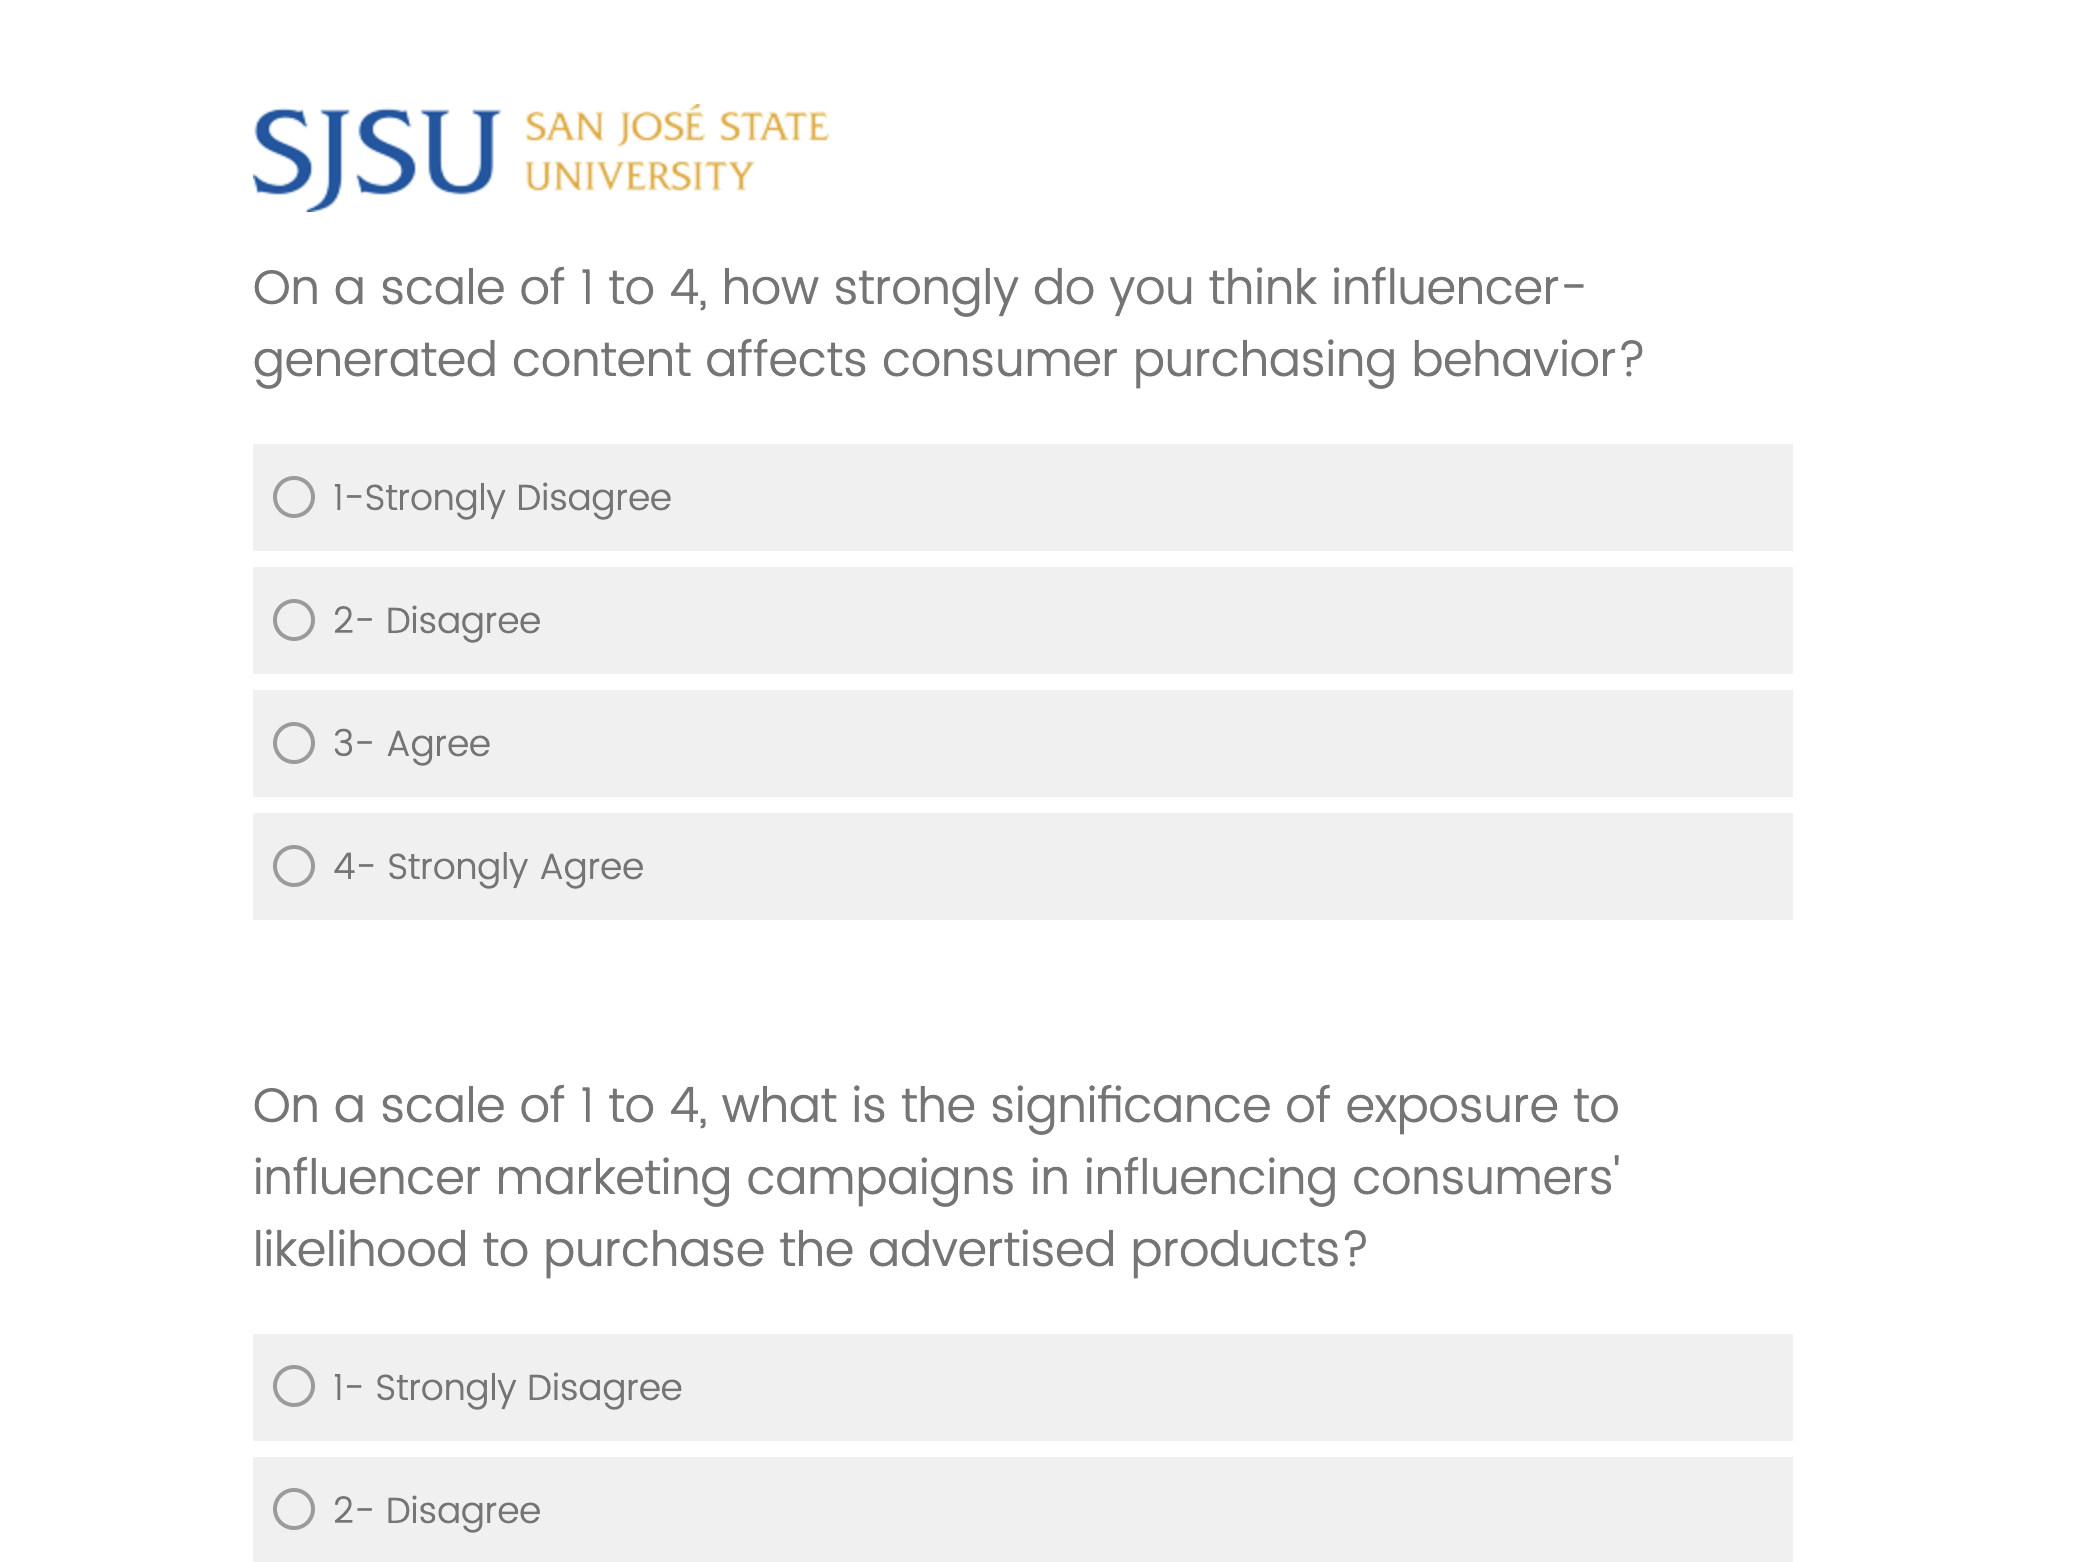 SJSU SAN JOSÉ STATE
UNIVERSITY
On a scale of 1 to 4, how strongly do you think influencer-
generated content affects consumer purchasing behavior?
1-Strongly Disagree
2- Disagree
3- Agree
4- Strongly Agree
On a scale of 1 to 4, what is the significance of exposure to
influencer marketing campaigns in influencing consumers'
likelihood to purchase the advertised products?
1- Strongly Disagree
2- Disagree